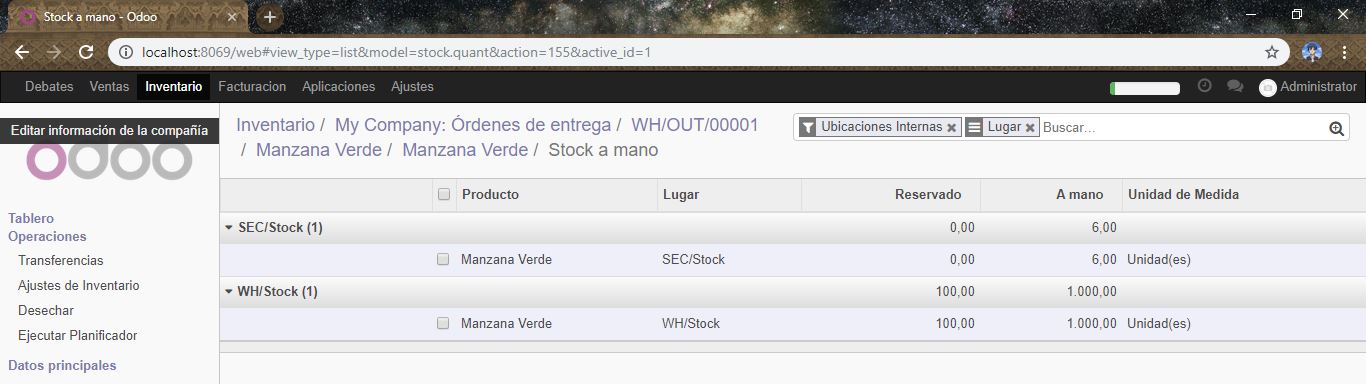 Stock a mano - Odoo
localhost:8069/web#view_type=list&model=stock.quant&action=155&active_id=1
Debates Ventas Inventario Facturacion Aplicaciones Ajustes Administrator
Editar información de la compañía
odoo
Inventario / My Company: Órdenes de entrega / WH/OUT/00001
/ Manzana Verde / Manzana Verde / Stock a mano
Ubicaciones Internas Lugar Buscar...
Tablero
Operaciones
Transferencias
Ajustes de Inventario
Desechar
Ejecutar Planificador
Datos principales
Producto Lugar Reservado A mano Unidad de Medida
SEC/Stock (1) 0,00 6,00
Manzana Verde SEC/Stock 0,00 6,00 Unidad(es)
WH/Stock (1) 100,00 1.000,00
Manzana Verde WH/Stock 100,00 1.000,00 Unidad(es)